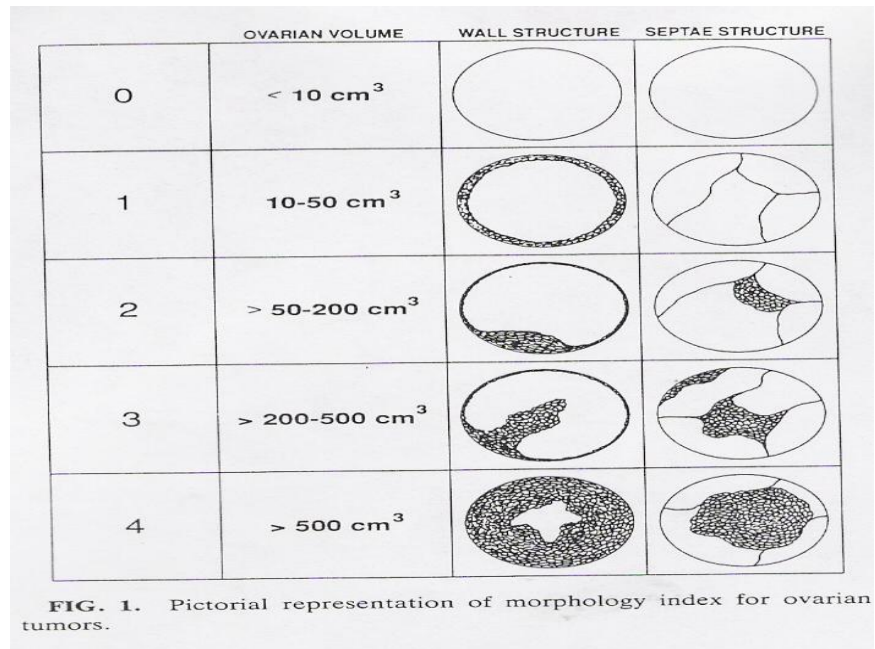 OVARIAN VOLUME WALL STRUCTURE SEPTAE STRUCTURE
0 < 10 cm³
1 10-50 cm³
2 > 50-200 cm³
3 > 200-500 cm³
4 > 500 cm³
FIG. 1. Pictorial representation of morphology index for ovarian
tumors.